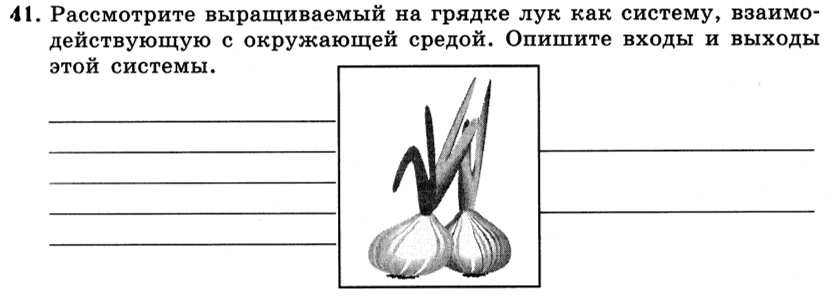 41. Рассмотрите выращиваемый на грядке лук как систему, взаимо-
действующую с окружающей средой. Опишите входы и выходы
этой системы.